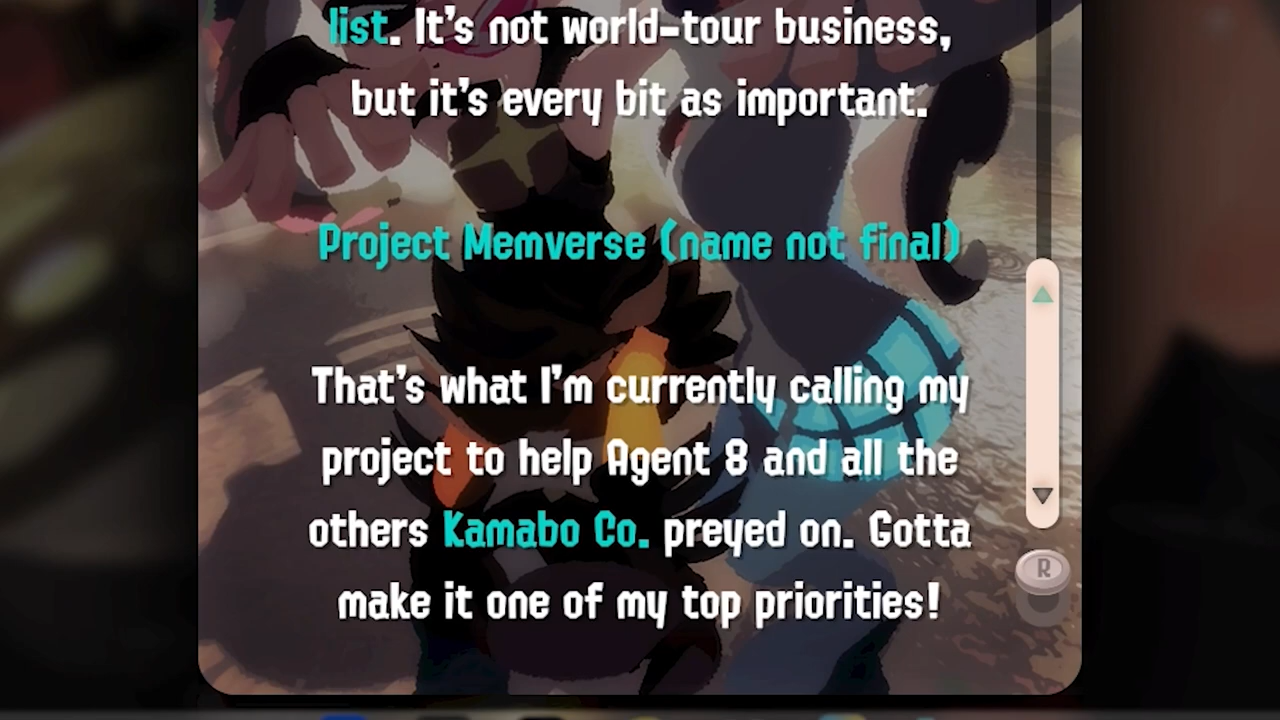 list. It's not world-tour business,
but it's every bit as important.
Project Memverse (name not final)
That's what I'm currently calling my
project to help Agent 8 and all the
others Kamabo Co. preyed on. Gotta
make it one of my top priorities!
R